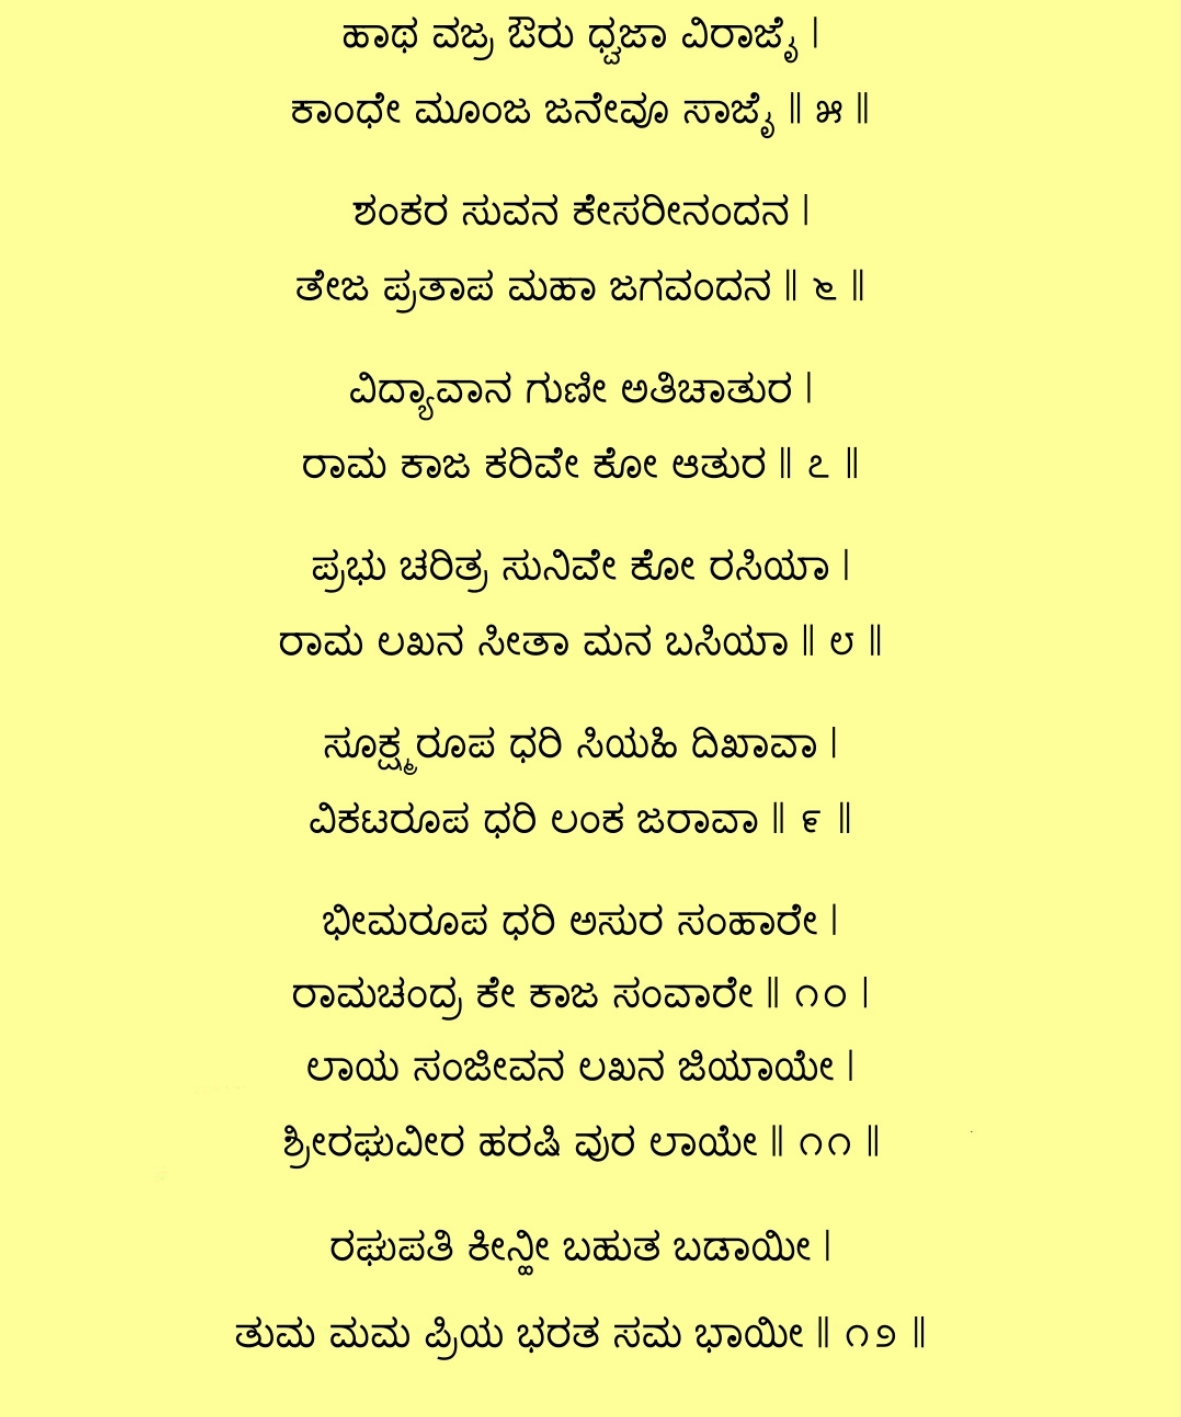 ಹಾಥ ವಜ್ರ ಔರು ಧ್ವಜಾ ವಿರಾಜೈ |
ಕಾಂಧೇ ಮೂಂಜ ಜನೇವೂ ಸಾಜೈ || ೫ ||
ಶಂಕರ ಸುವನ ಕೇಸರೀನಂದನ |
ತೇಜ ಪ್ರತಾಪ ಮಹಾ ಜಗವಂದನ || ೬ ||
ವಿದ್ಯಾವಾನ ಗುಣೀ ಅತಿಚಾತುರ |
ರಾಮ ಕಾಜ ಕರಿವೇ ಕೋ ಆತುರ || ೭ ||
ಪ್ರಭು ಚರಿತ್ರ ಸುನಿವೇ ಕೋ ರಸಿಯಾ |
ರಾಮ ಲಖನ ಸೀತಾ ಮನ ಬಸಿಯಾ || ೮ ||
ಸೂಕ್ಷ್ಮರೂಪ ಧರಿ ಸಿಯಹಿ ದಿಖಾವಾ |
ವಿಕಟರೂಪ ಧರಿ ಲಂಕ ಜರಾವಾ || ೯ ||
ಭೀಮರೂಪ ಧರಿ ಅಸುರ ಸಂಹಾರೇ |
ರಾಮಚಂದ್ರ ಕೇ ಕಾಜ ಸಂವಾರೇ || ೧೦ |
ಲಾಯ ಸಂಜೀವನ ಲಖನ ಜಿಯಾಯೇ |
ಶ್ರೀರಘುವೀರ ಹರಷಿ ವುರ ಲಾಯೇ || ೧೧ ||
ರಘುಪತಿ ಕೀನ್ಹೀ ಬಹುತ ಬಡಾಯೀ |
ತುಮ ಮಮ ಪ್ರಿಯ ಭರತ ಸಮ ಭಾಯೀ || ೧೨ ||